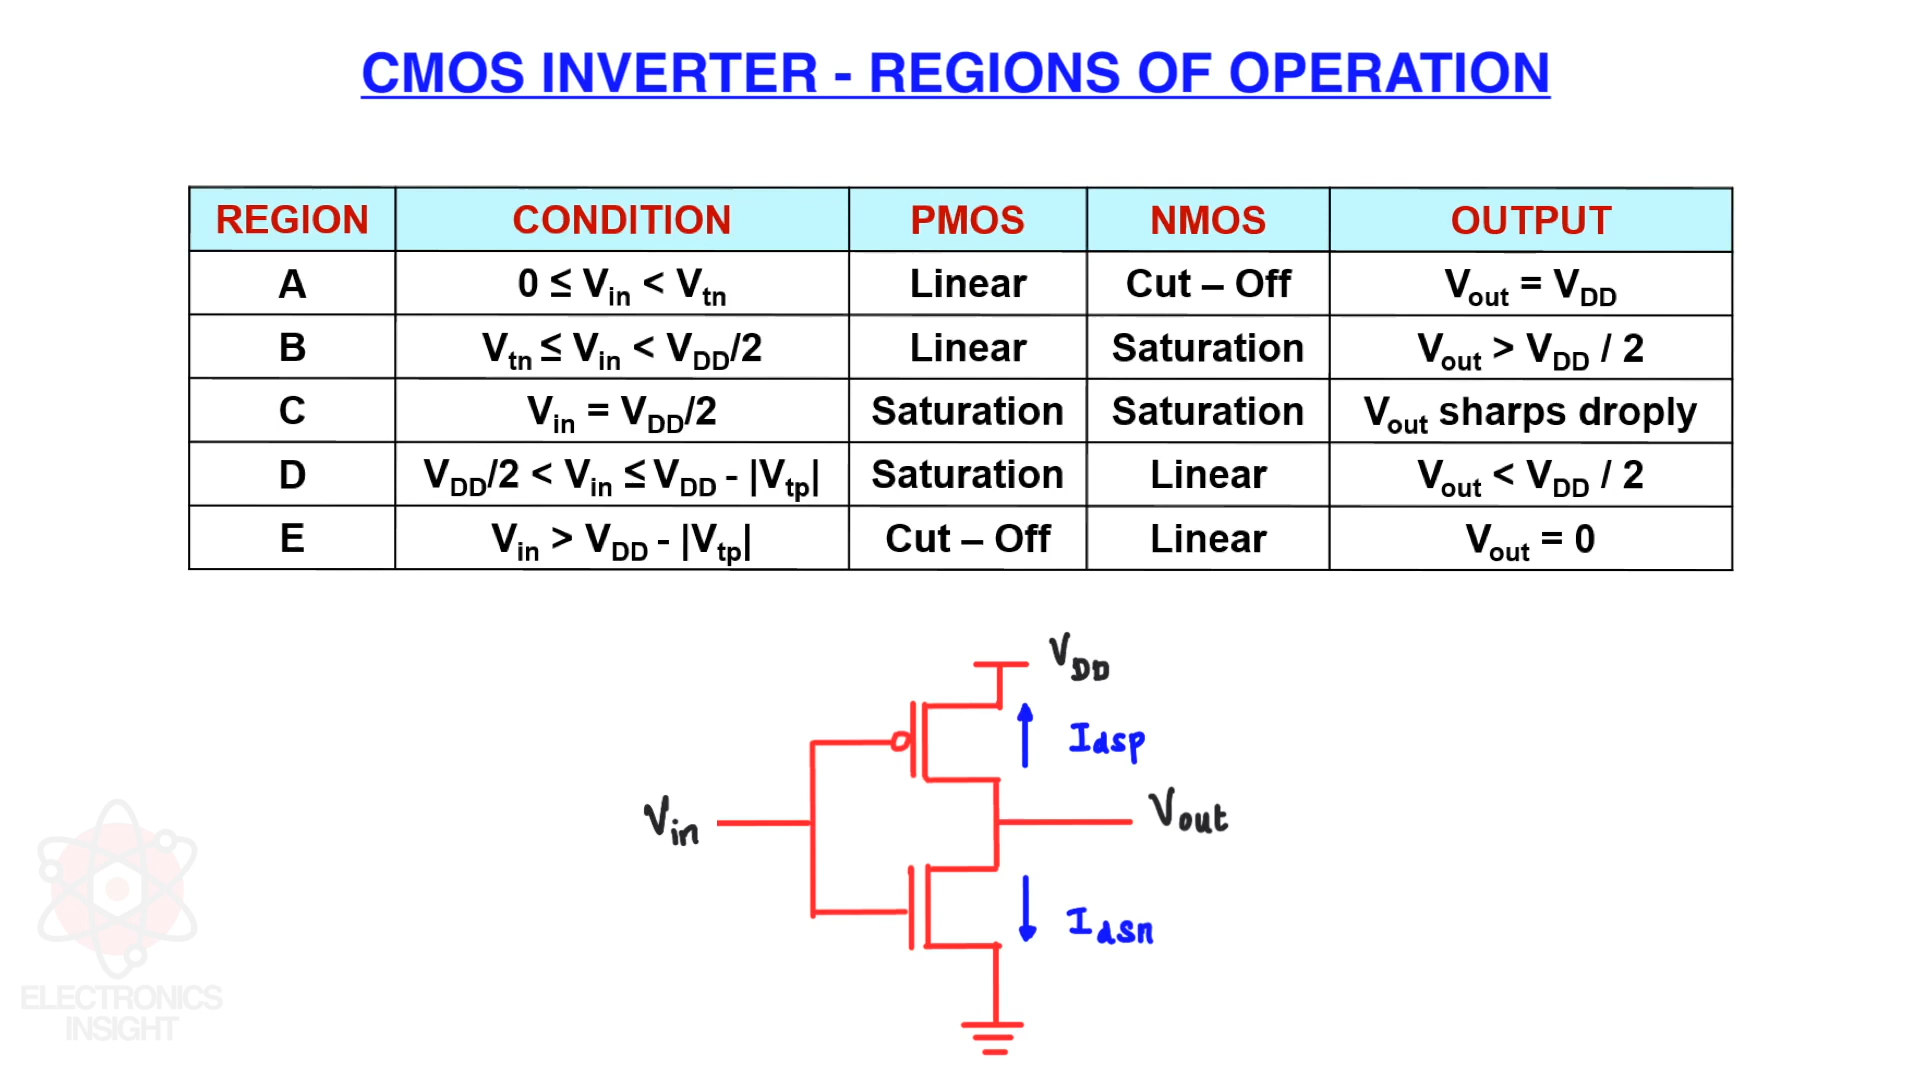 CMOS INVERTER - REGIONS OF OPERATION
REGION CONDITION PMOS NMOS OUTPUT
A 0 ≤ Vin < Vtn Linear Cut – Off Vout = VDD
B Vtn ≤ Vin < VDD/2 Linear Saturation Vout > VDD / 2
C Vin = VDD/2 Saturation Saturation Vout sharps droply
D VDD/2 < Vin ≤ VDD - |Vtp| Saturation Linear Vout < VDD / 2
E Vin > VDD - |Vtp| Cut – Off Linear Vout = 0
VDD
Idsp
Vin
Vout
Idsn
ELECTRONICS
INSIGHT